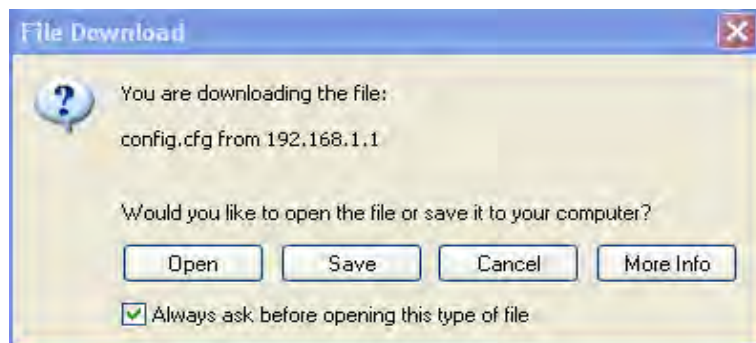 File Download
You are downloading the file:
config.cfg from 192.168.1.1
Would you like to open the file or save it to your computer?
Open Save Cancel More Info
Always ask before opening this type of file